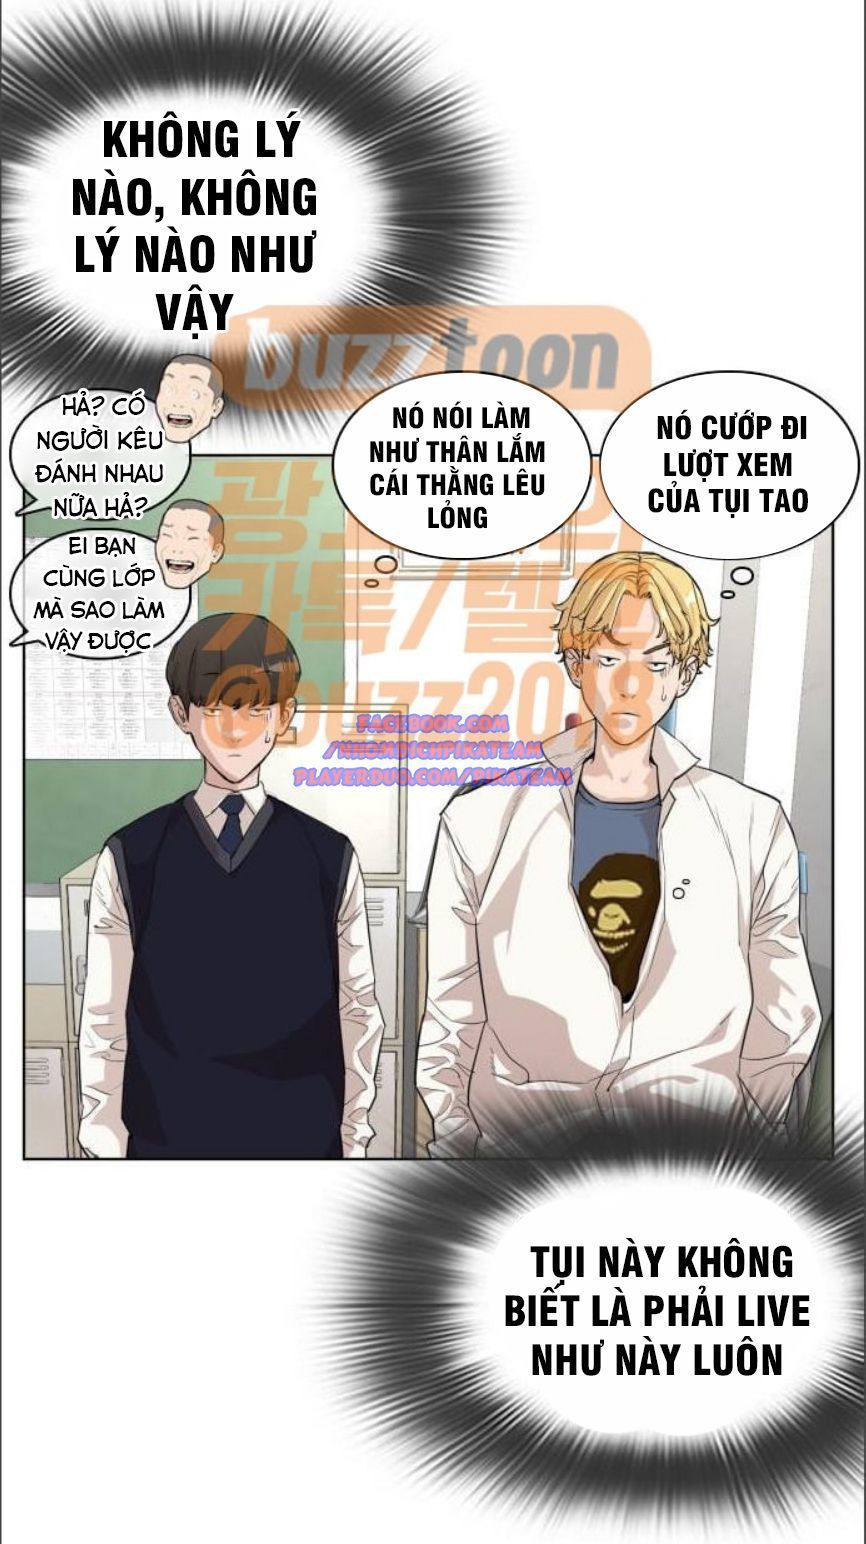 KHÔNG LÝ
NÀO, KHÔNG
LÝ NÀO NHƯ
VẬY
buzztoon
HẢ? CÓ
NGƯỜI KÊU
ĐÁNH NHAU
NỮA HẢ?
NÓ NÓI LÀM
NHƯ THÂN LẮM
CÁI THẰNG LÊU
LỎNG
NÓ CƯỚP ĐI
LƯỢT XEM
CỦA TỤI TAO
EI BẠN
CÙNG LỚP
MÀ SAO LÀM
VẬY ĐƯỢC
@buzz2018
FACEBOOK.COM
/NHOMDICHPIKATEAM
PLAYERDUO.COM/PIKATEAM
TỤI NÀY KHÔNG
BIẾT LÀ PHẢI LIVE
NHƯ NÀY LUÔN